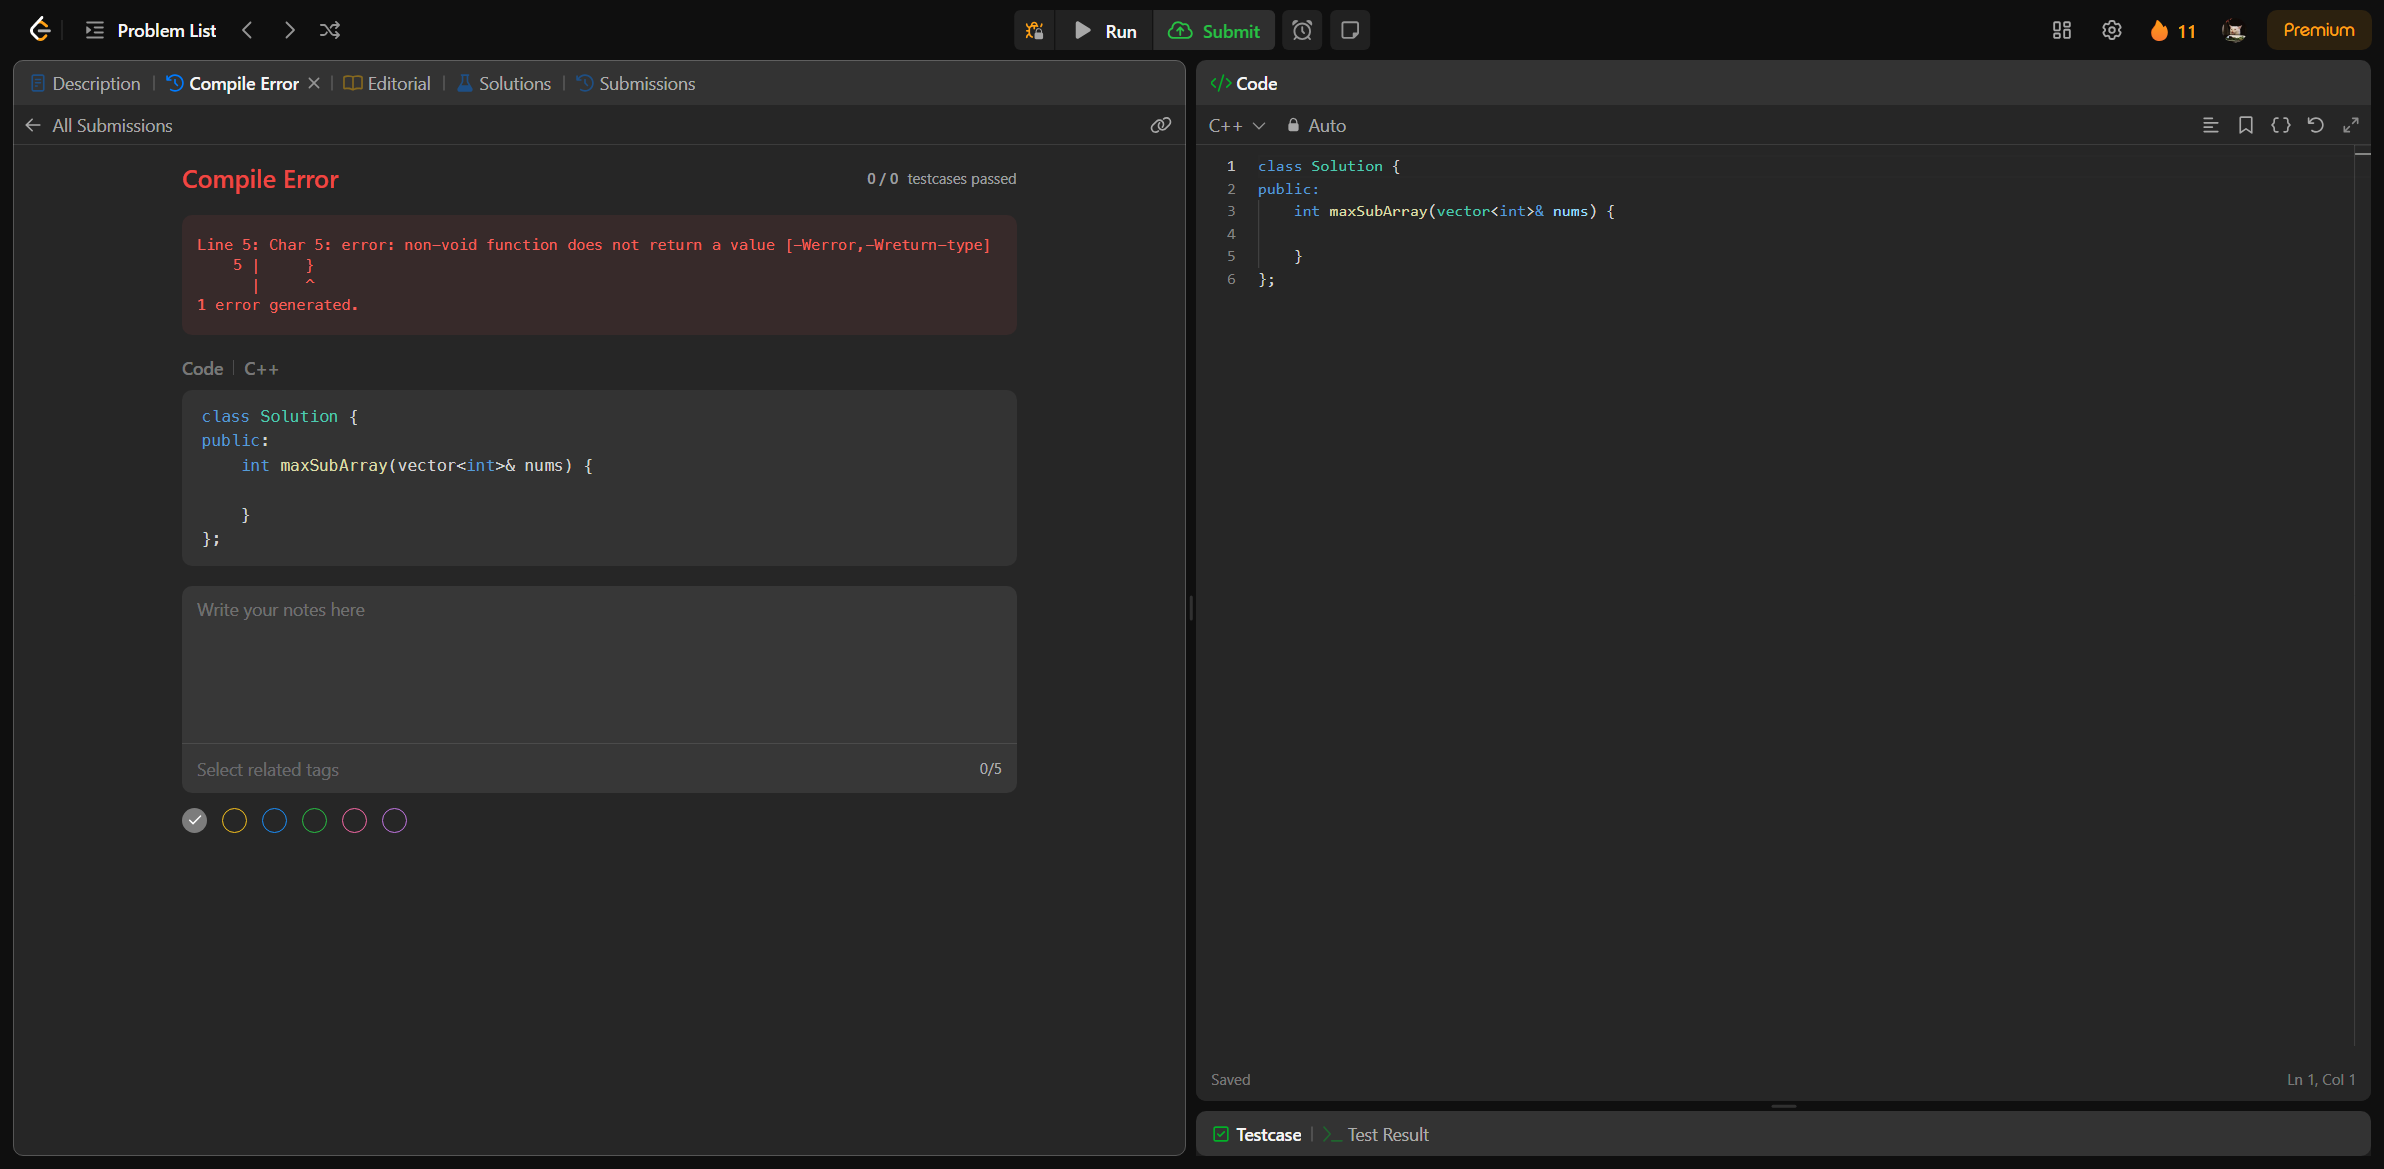 Problem List
Run
Submit
11
Premium
Description
Compile Error
Editorial
Solutions
Submissions
All Submissions
Compile Error
0 / 0 testcases passed
Line 5: Char 5: error: non-void function does not return a value [-Werror,-Wreturn-type]
    5 |     }
      |     ^
1 error generated.
Code
C++
class Solution {
public:
    int maxSubArray(vector<int>& nums) {
    }
};
Write your notes here
Select related tags
0/5
Code
C++
Auto
1 class Solution {
2 public:
3     int maxSubArray(vector<int>& nums) {
4
5     }
6 };
Saved
Ln 1, Col 1
Testcase
Test Result